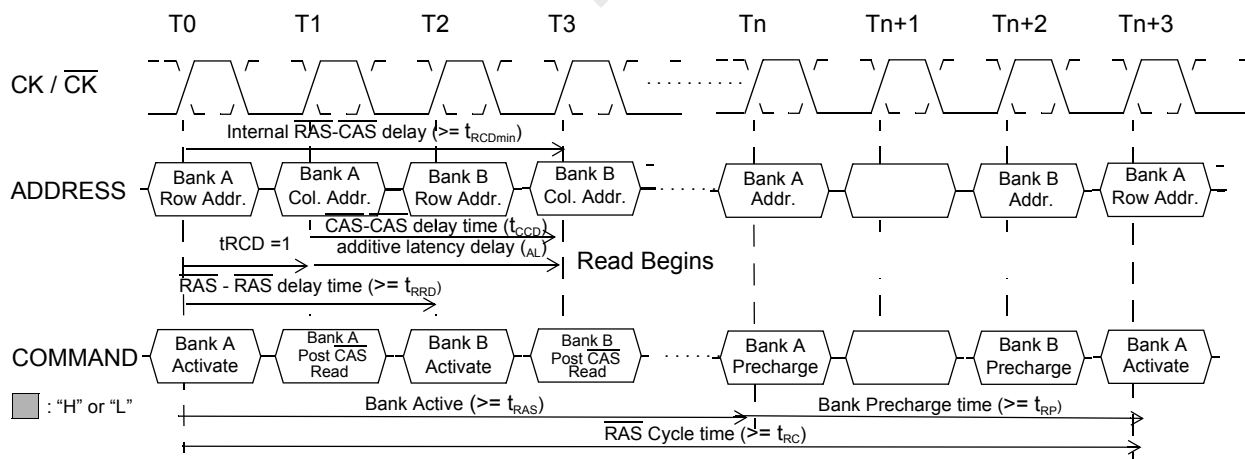 T0 T1 T2 T3 Tn Tn+1 Tn+2 Tn+3
CK / CK
Internal RAS-CAS delay (>= tRCDmin)
ADDRESS
Bank A Row Addr.
Bank A Col. Addr.
Bank B Row Addr.
Bank B Col. Addr.
Bank A Addr.
Bank B Addr.
Bank A Row Addr.
CAS-CAS delay time (tCCD)
tRCD =1
additive latency delay (AL)
Read Begins
RAS - RAS delay time (>= tRRD)
COMMAND
Bank A Activate
Bank A Post CAS Read
Bank B Activate
Bank B Post CAS Read
Bank A Precharge
Bank B Precharge
Bank A Activate
: “H” or “L”
Bank Active (>= tRAS)
Bank Precharge time (>= tRP)
RAS Cycle time (>= tRC)